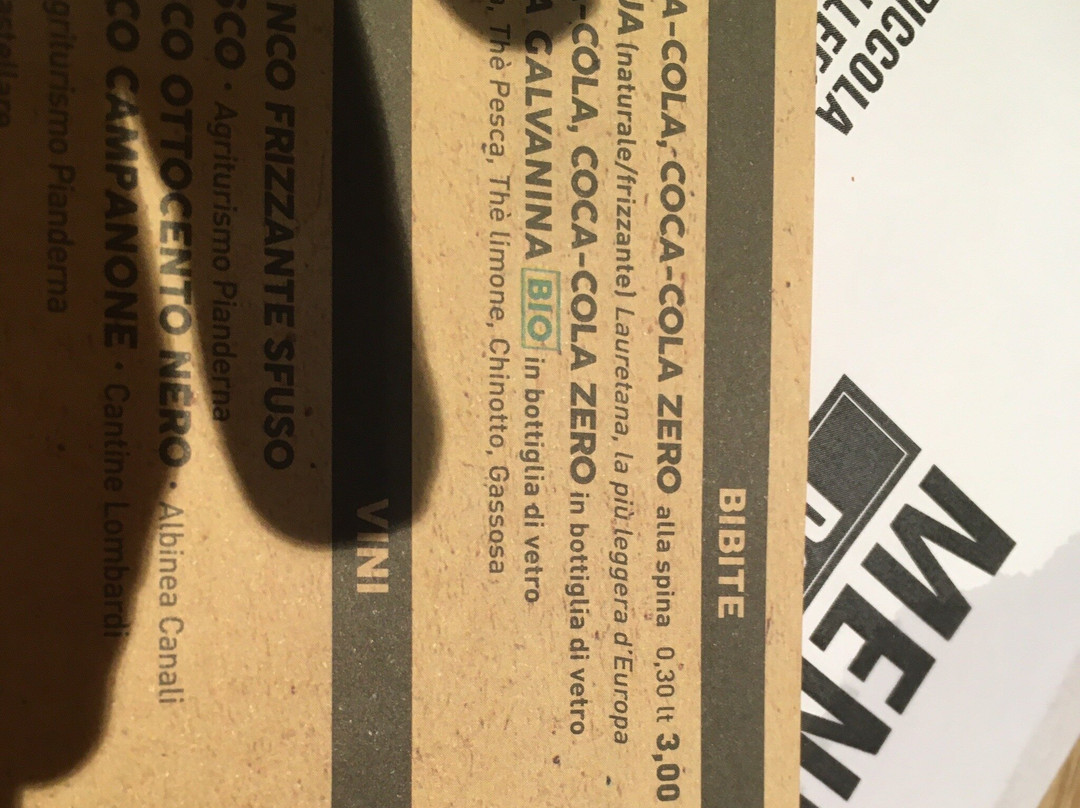 BIBITE
A-COLA, COCA-COLA ZERO alla spina 0,30 lt 3,00
UA (naturale/frizzante) Lauretana, la più leggera d'Europa
-COLA, COCA-COLA ZERO in bottiglia di vetro
A GALVANINA BIO in bottiglia di vetro
, Thè Pesca, Thè limone, Chinotto, Gassosa
VINI
NCO FRIZZANTE SFUSO
SCO • Agriturismo Pianderna
CO OTTOCENTO NERO • Albinea Canali
CO CAMPANONE • Cantine Lombardi
griturismo Pianderna
PICCOLA
MEN